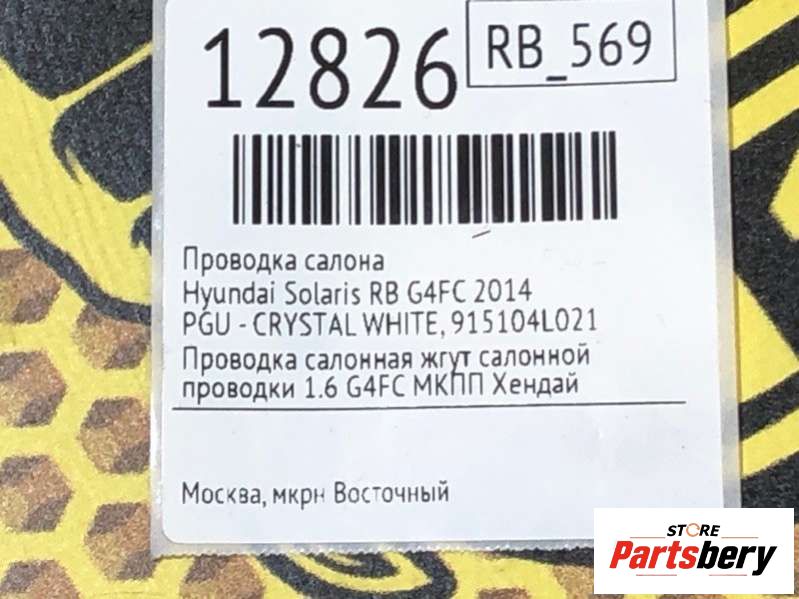 12826
RB_569
Проводка салона
Hyundai Solaris RB G4FC 2014
PGU - CRYSTAL WHITE, 915104L021
Проводка салонная жгут салонной
проводки 1.6 G4FC МКПП Хендай
Москва, мкрн Восточный
STORE
Partsbery